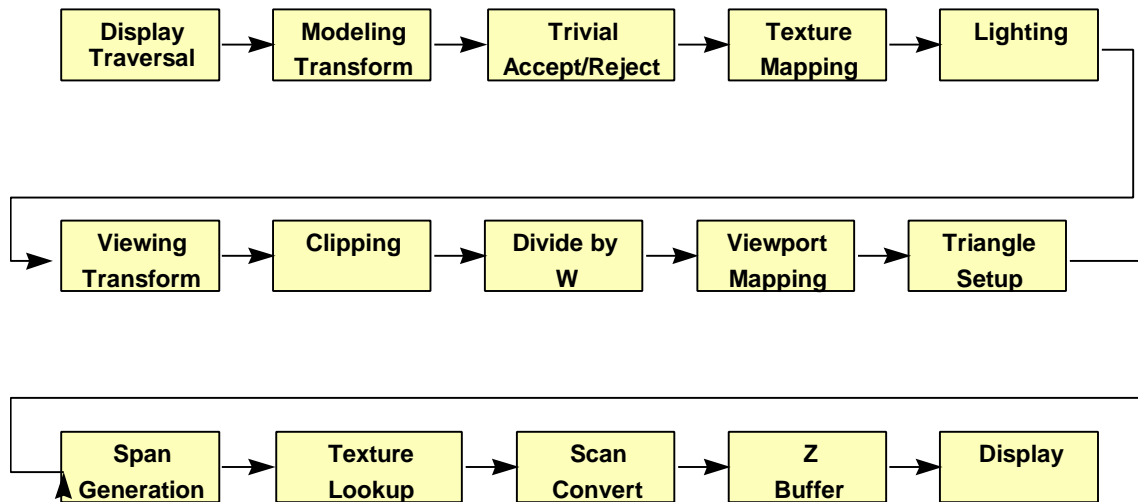 Display
Traversal
Modeling
Transform
Trivial
Accept/Reject
Texture
Mapping
Lighting
Viewing
Transform
Clipping
Divide by
W
Viewport
Mapping
Triangle
Setup
Span
Generation
Texture
Lookup
Scan
Convert
Z
Buffer
Display